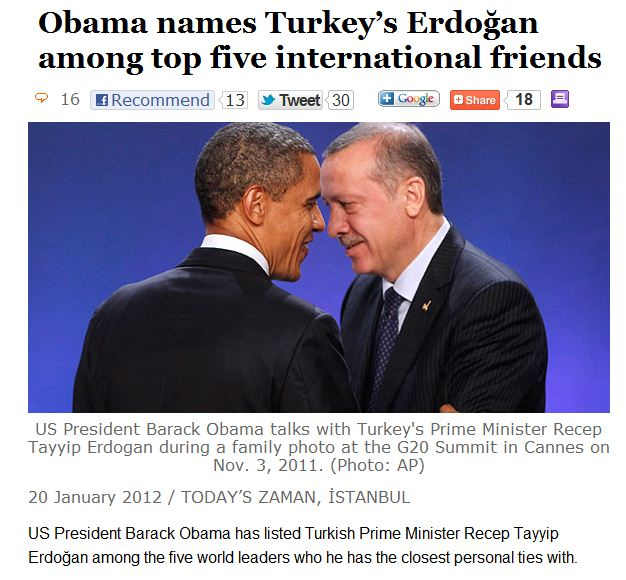 Obama names Turkey’s Erdoğan
among top five international friends
16 Recommend 13 Tweet 30 Google Share 18
US President Barack Obama talks with Turkey's Prime Minister Recep
Tayyip Erdogan during a family photo at the G20 Summit in Cannes on
Nov. 3, 2011. (Photo: AP)
20 January 2012 / TODAY’S ZAMAN, İSTANBUL
US President Barack Obama has listed Turkish Prime Minister Recep Tayyip
Erdoğan among the five world leaders who he has the closest personal ties with.